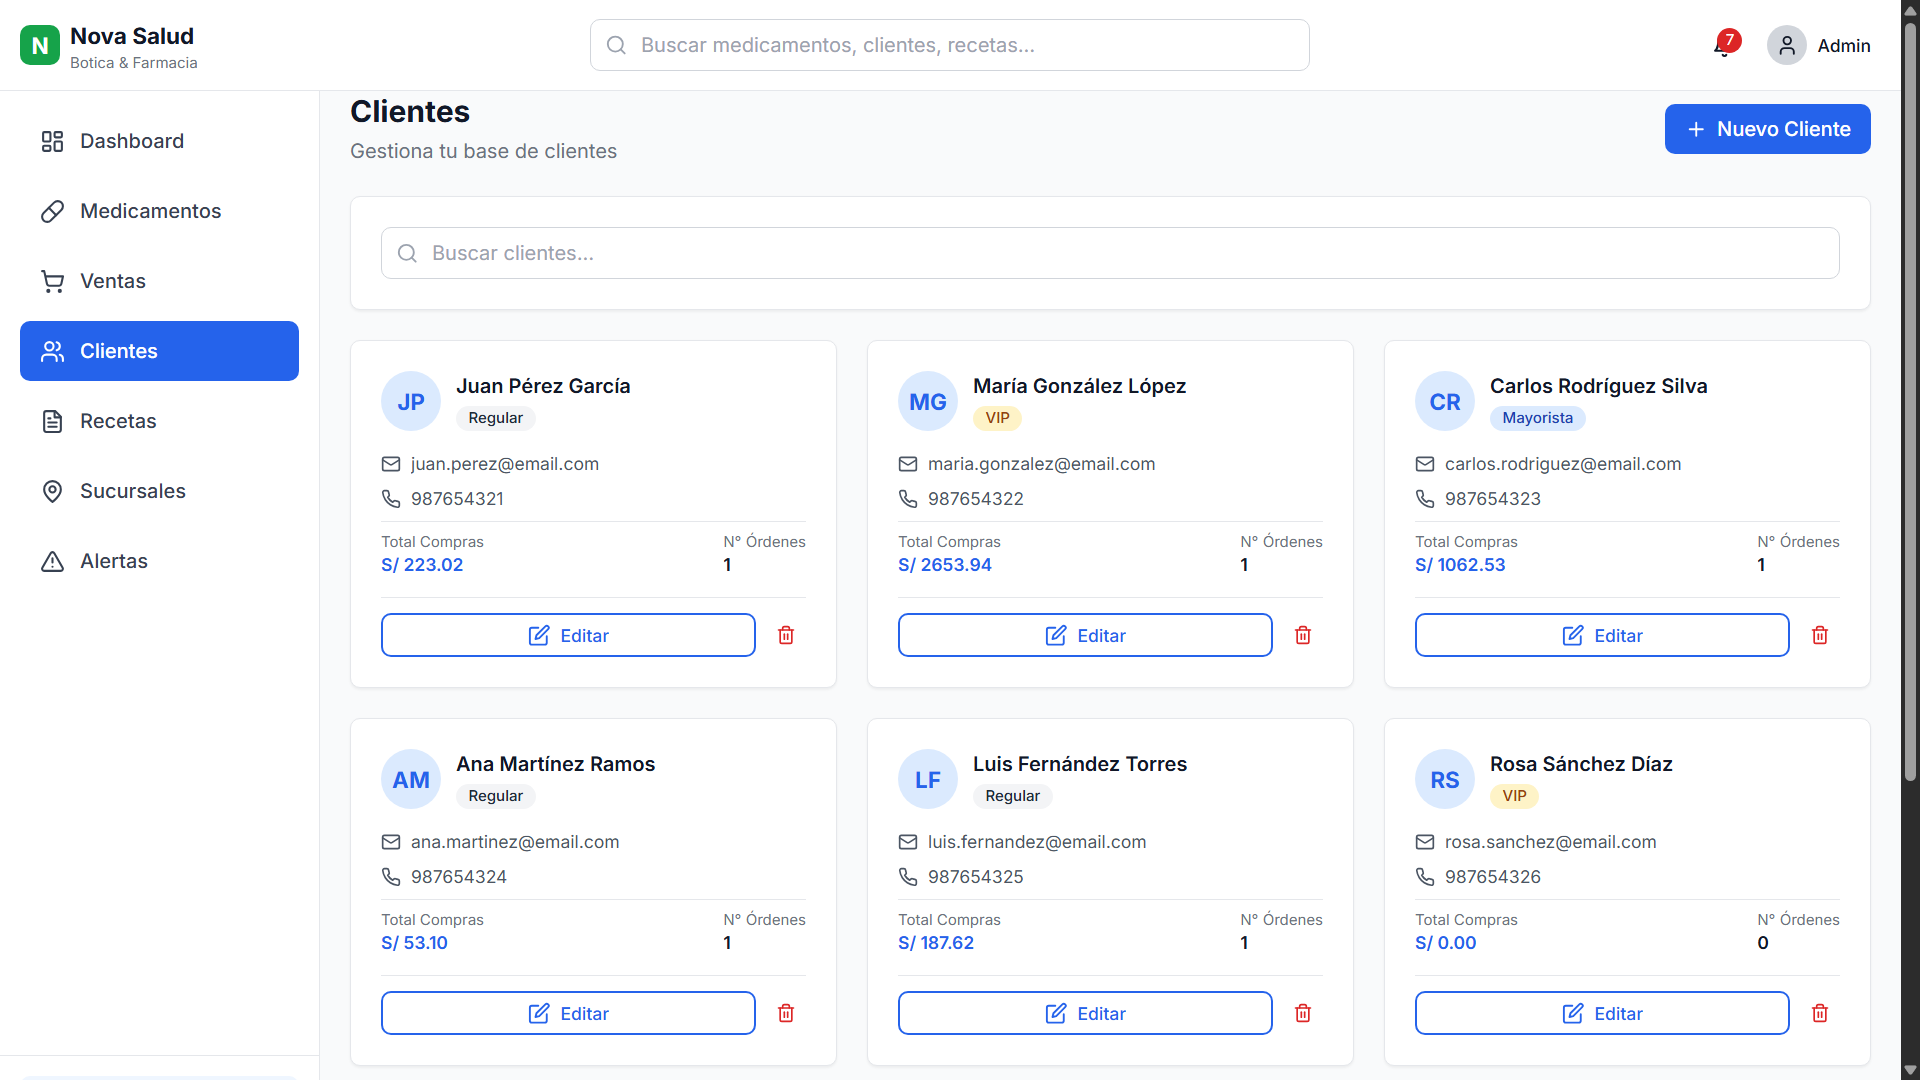 N
Nova Salud
Botica & Farmacia
Buscar medicamentos, clientes, recetas...
7
Admin
Dashboard
Medicamentos
Ventas
Clientes
Recetas
Sucursales
Alertas
Clientes
Gestiona tu base de clientes
Nuevo Cliente
Buscar clientes...
JP
Juan Pérez García
Regular
juan.perez@email.com
987654321
Total Compras N° Órdenes
S/ 223.02 1
Editar
MG
María González López
VIP
maria.gonzalez@email.com
987654322
Total Compras N° Órdenes
S/ 2653.94 1
Editar
CR
Carlos Rodríguez Silva
Mayorista
carlos.rodriguez@email.com
987654323
Total Compras N° Órdenes
S/ 1062.53 1
Editar
AM
Ana Martínez Ramos
Regular
ana.martinez@email.com
987654324
Total Compras N° Órdenes
S/ 53.10 1
Editar
LF
Luis Fernández Torres
Regular
luis.fernandez@email.com
987654325
Total Compras N° Órdenes
S/ 187.62 1
Editar
RS
Rosa Sánchez Díaz
VIP
rosa.sanchez@email.com
987654326
Total Compras N° Órdenes
S/ 0.00 0
Editar